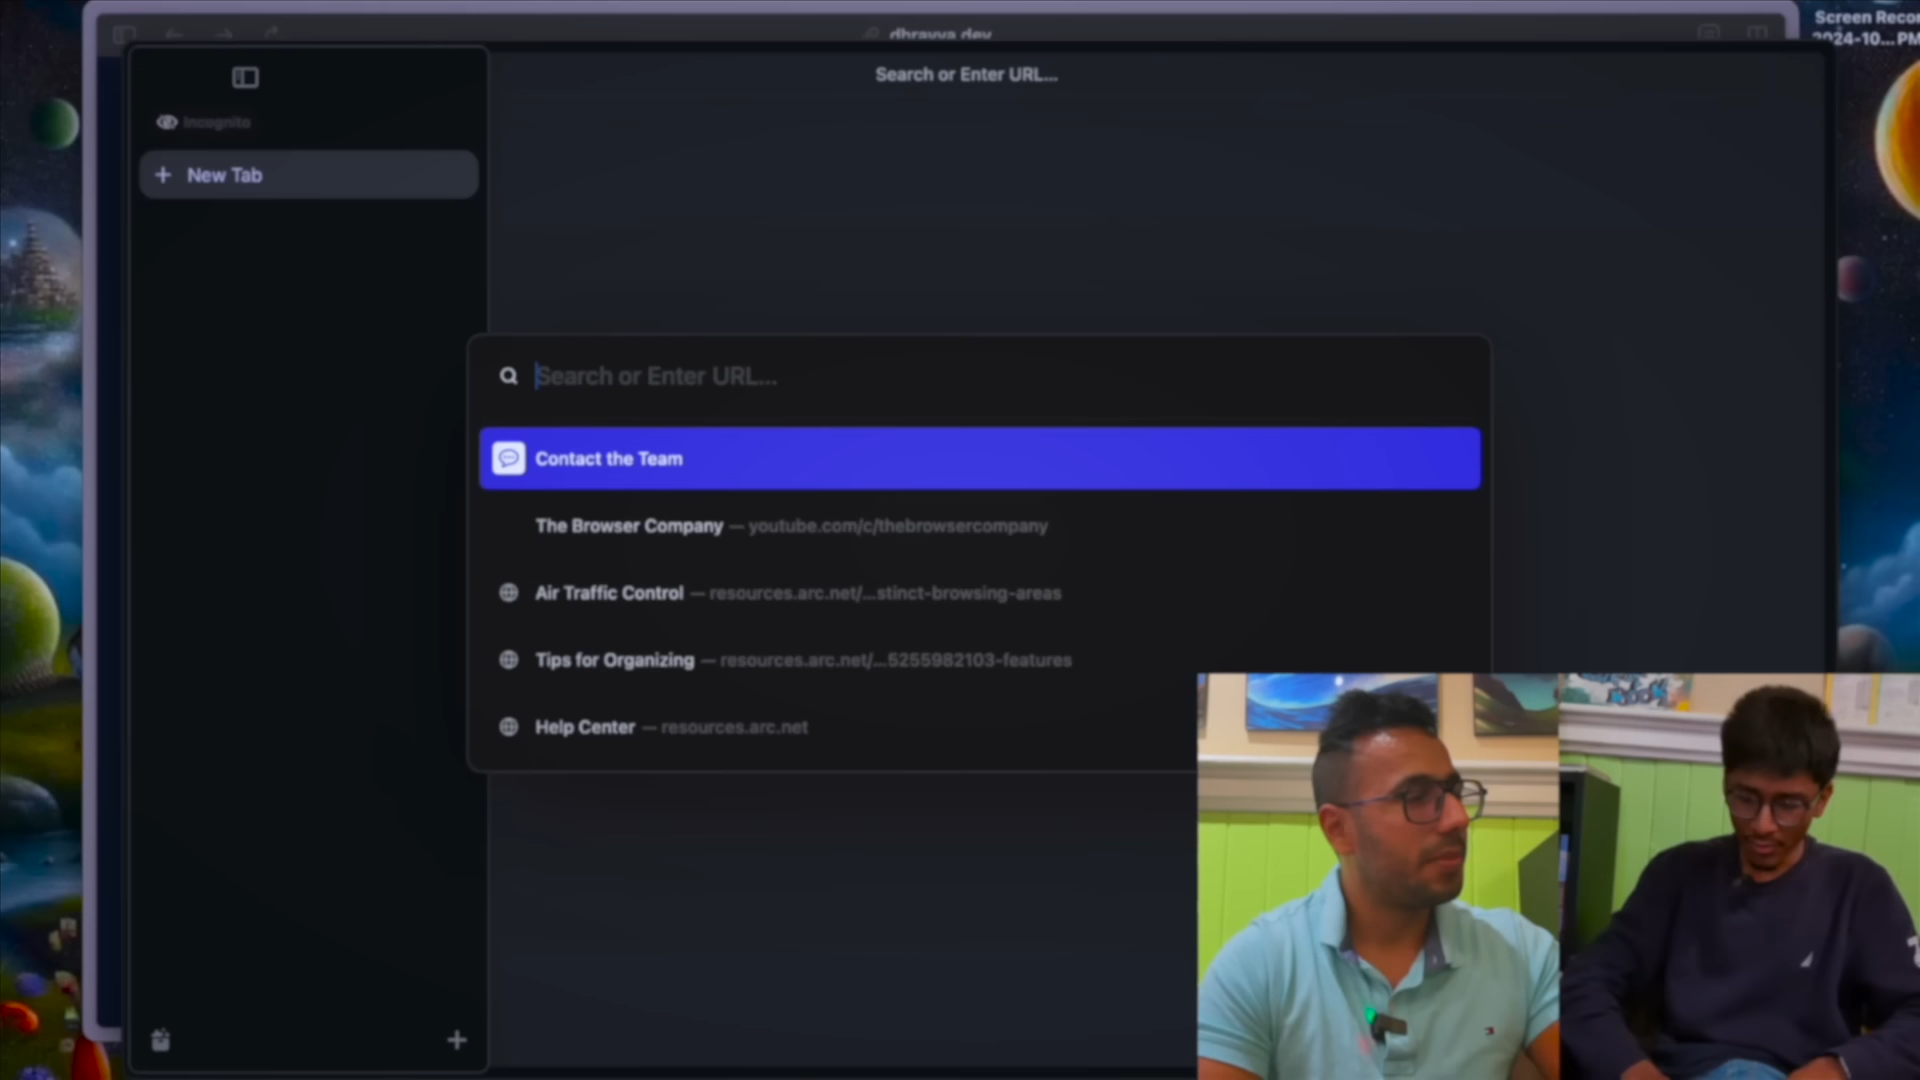 dhravya.dev
Screen Recor
2024-10...PM
Search or Enter URL...
Incognito
+ New Tab
Search or Enter URL...
Contact the Team
The Browser Company — youtube.com/c/thebrowsercompany
Air Traffic Control — resources.arc.net/...stinct-browsing-areas
Tips for Organizing — resources.arc.net/...5255982103-features
Help Center — resources.arc.net